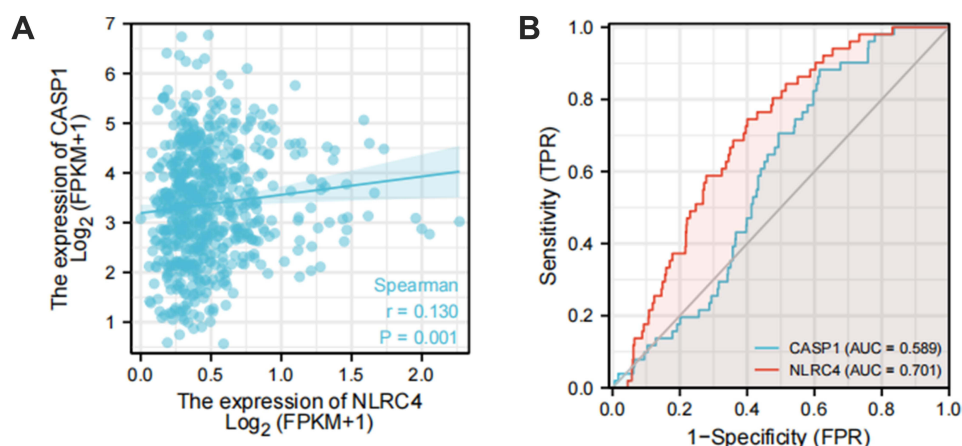 A
The expression of CASP1
Log2 (FPKM+1)
7
6
5
4
3
2
1
Spearman
r = 0.130
P = 0.001
0.0 0.5 1.0 1.5 2.0
The expression of NLRC4
Log2 (FPKM+1)
B
Sensitivity (TPR)
1.0
0.8
0.6
0.4
0.2
0.0
CASP1 (AUC = 0.589)
NLRC4 (AUC = 0.701)
0.0 0.2 0.4 0.6 0.8 1.0
1−Specificity (FPR)